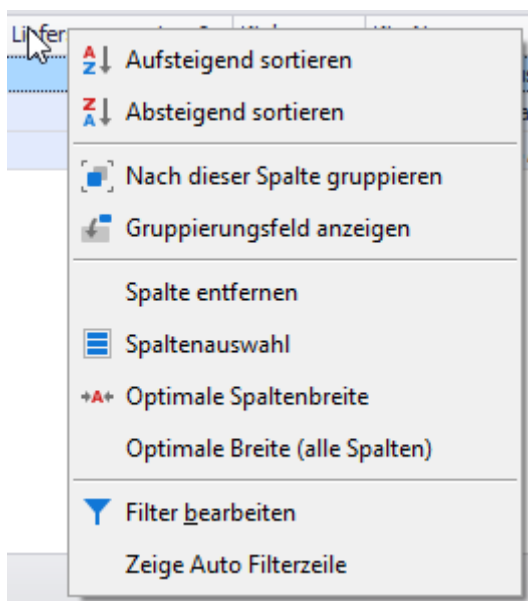 Aufsteigend sortieren
Absteigend sortieren
Nach dieser Spalte gruppieren
Gruppierungsfeld anzeigen
Spalte entfernen
Spaltenauswahl
Optimale Spaltenbreite
Optimale Breite (alle Spalten)
Filter bearbeiten
Zeige Auto Filterzeile